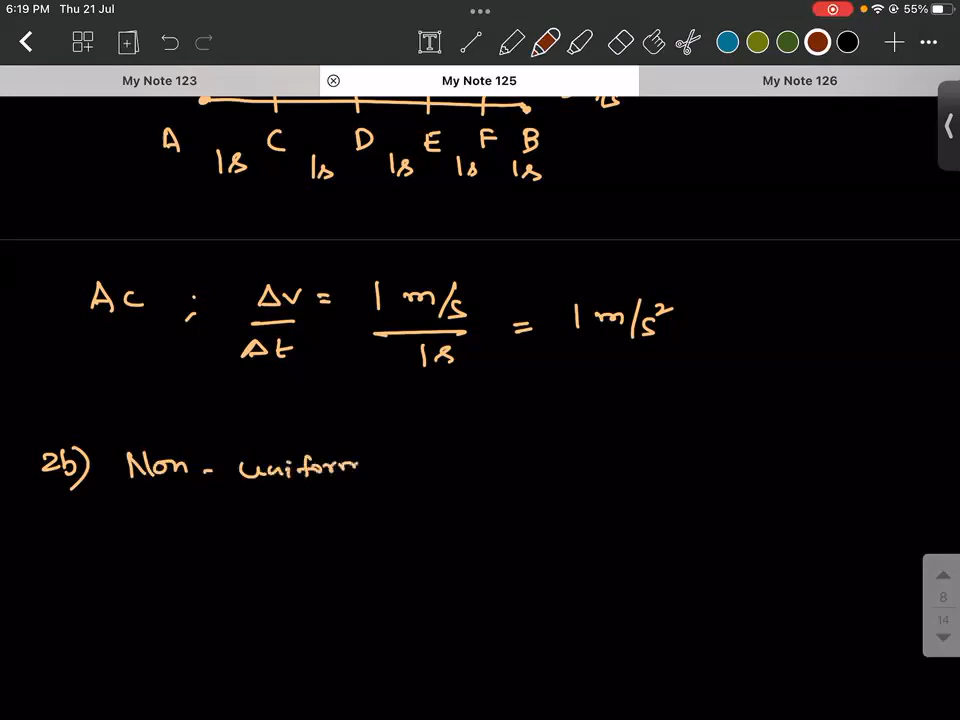 6:19 PM Thu 21 Jul
55%
My Note 123
My Note 125
My Note 126
A C D E F B
1s 1s 1s 1s 1s
AC ; Δv/Δt = 1 m/s / 1s = 1 m/s²
2b) Non - uniform
8
14